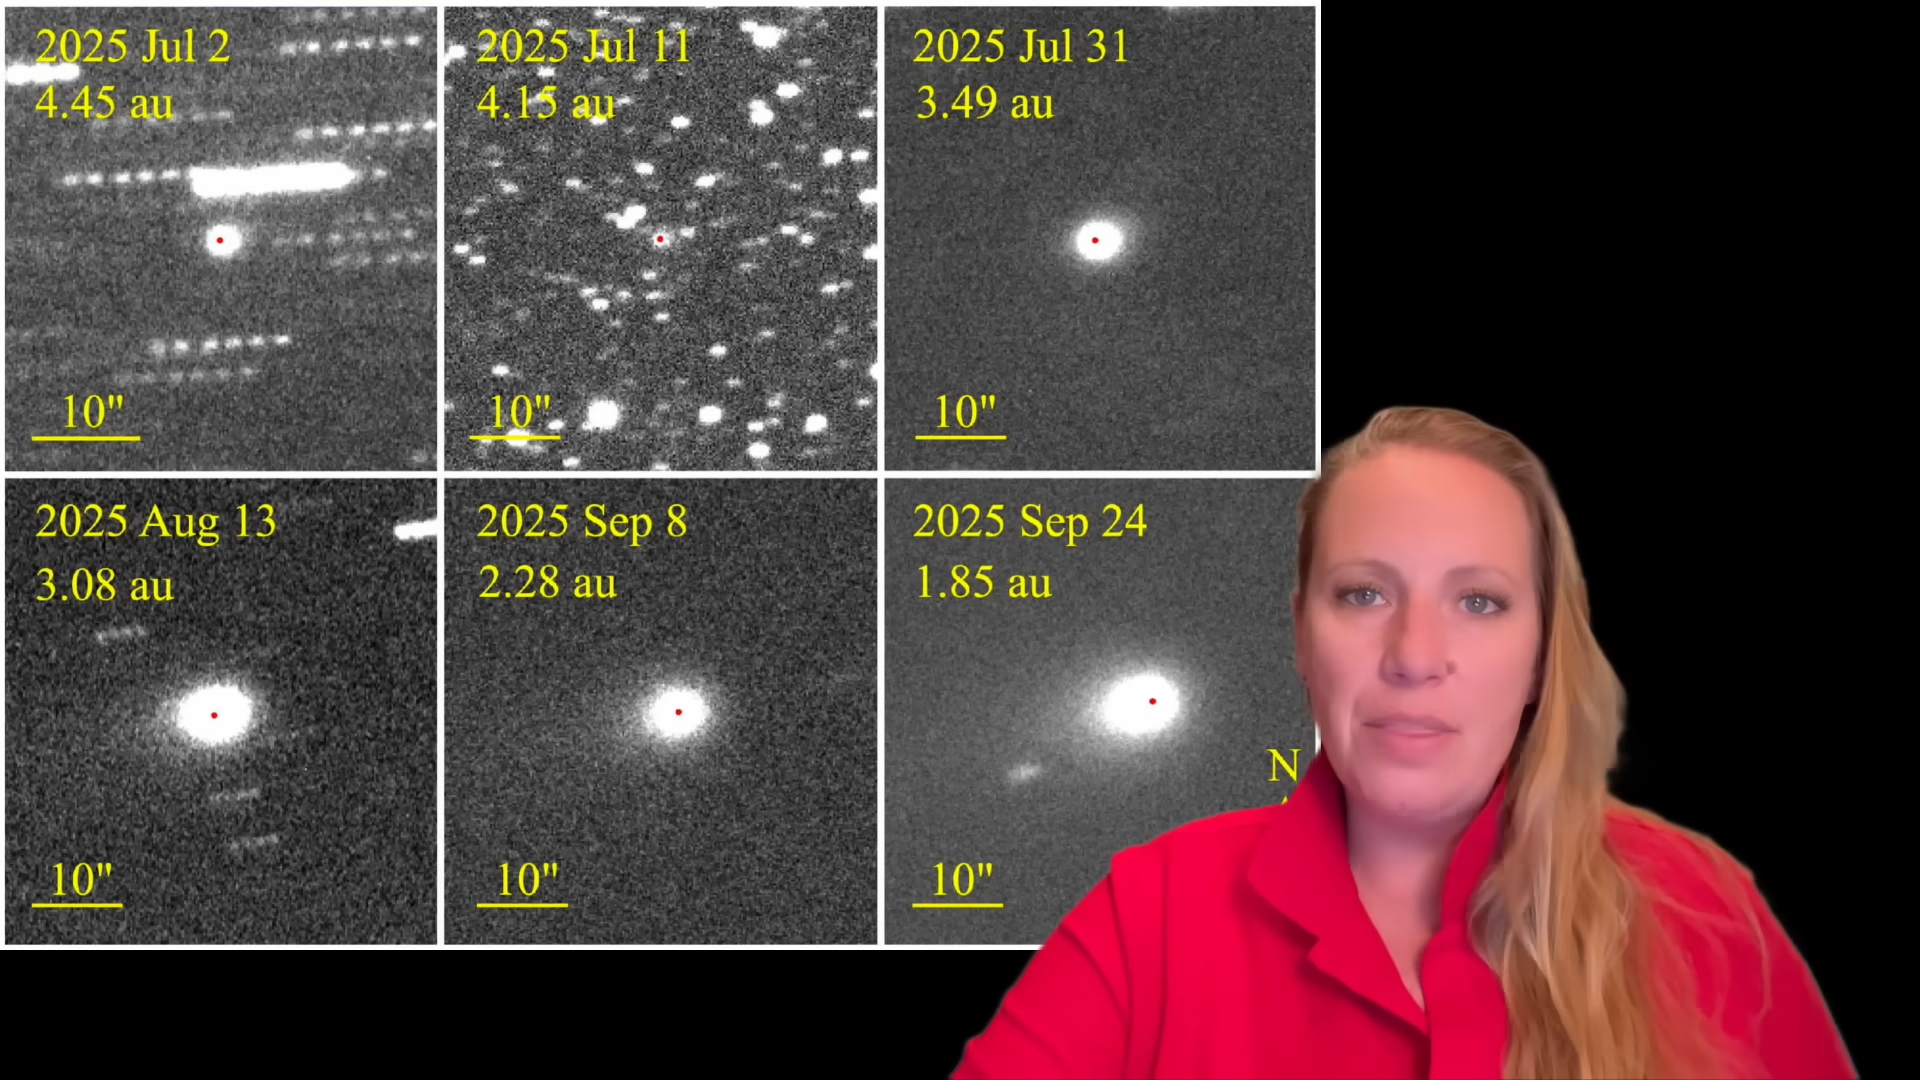 2025 Jul 2
4.45 au
10"
2025 Jul 11
4.15 au
10"
2025 Jul 31
3.49 au
10"
2025 Aug 13
3.08 au
10"
2025 Sep 8
2.28 au
10"
2025 Sep 24
1.85 au
N
10"